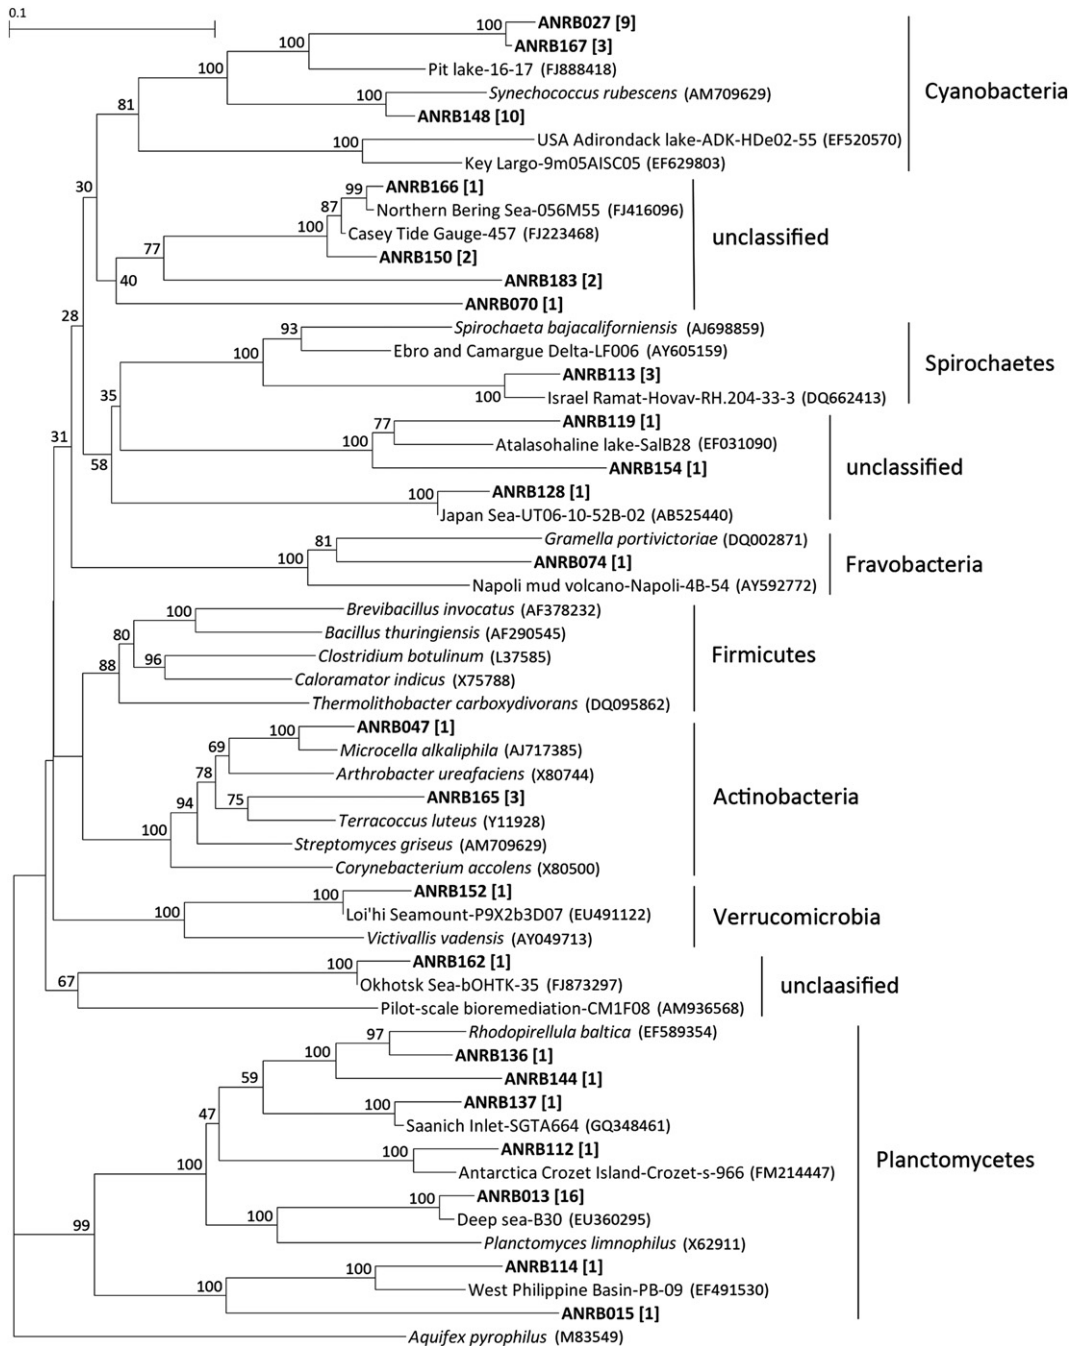 0.1
100
ANRB027 [9]
ANRB167 [3]
100
Pit lake-16-17 (FJ888418)
100
Synechococcus rubescens (AM709629)
100
ANRB148 [10]
81
USA Adirondack lake-ADK-HDe02-55 (EF520570)
100
Key Largo-9m05AISC05 (EF629803)
Cyanobacteria
30
99
ANRB166 [1]
Northern Bering Sea-056M55 (FJ416096)
87
Casey Tide Gauge-457 (FJ223468)
100
ANRB150 [2]
77
ANRB183 [2]
40
ANRB070 [1]
unclassified
28
93
Spirochaeta bajacaliforniensis (AJ698859)
Ebro and Camargue Delta-LF006 (AY605159)
100
ANRB113 [3]
100
Israel Ramat-Hovav-RH.204-33-3 (DQ662413)
Spirochaetes
35
77
ANRB119 [1]
Atalasohaline lake-SalB28 (EF031090)
100
ANRB154 [1]
58
100
ANRB128 [1]
Japan Sea-UT06-10-52B-02 (AB525440)
unclassified
31
81
Gramella portivictoriae (DQ002871)
ANRB074 [1]
100
Napoli mud volcano-Napoli-4B-54 (AY592772)
Fravobacteria
100
Brevibacillus invocatus (AF378232)
Bacillus thuringiensis (AF290545)
80
96
Clostridium botulinum (L37585)
Caloramator indicus (X75788)
88
Thermolithobacter carboxydivorans (DQ095862)
Firmicutes
100
ANRB047 [1]
Microcella alkaliphila (AJ717385)
69
Arthrobacter ureafaciens (X80744)
78
75
ANRB165 [3]
Terracoccus luteus (Y11928)
94
Streptomyces griseus (AM709629)
100
Corynebacterium accolens (X80500)
Actinobacteria
100
ANRB152 [1]
Loi'hi Seamount-P9X2b3D07 (EU491122)
100
Victivallis vadensis (AY049713)
Verrucomicrobia
100
ANRB162 [1]
Okhotsk Sea-bOHTK-35 (FJ873297)
67
Pilot-scale bioremediation-CM1F08 (AM936568)
unclaasified
97
Rhodopirellula baltica (EF589354)
ANRB136 [1]
100
ANRB144 [1]
59
100
ANRB137 [1]
Saanich Inlet-SGTA664 (GQ348461)
47
100
ANRB112 [1]
Antarctica Crozet Island-Crozet-s-966 (FM214447)
100
100
ANRB013 [16]
Deep sea-B30 (EU360295)
100
Planctomyces limnophilus (X62911)
99
100
ANRB114 [1]
West Philippine Basin-PB-09 (EF491530)
100
ANRB015 [1]
Planctomycetes
Aquifex pyrophilus (M83549)